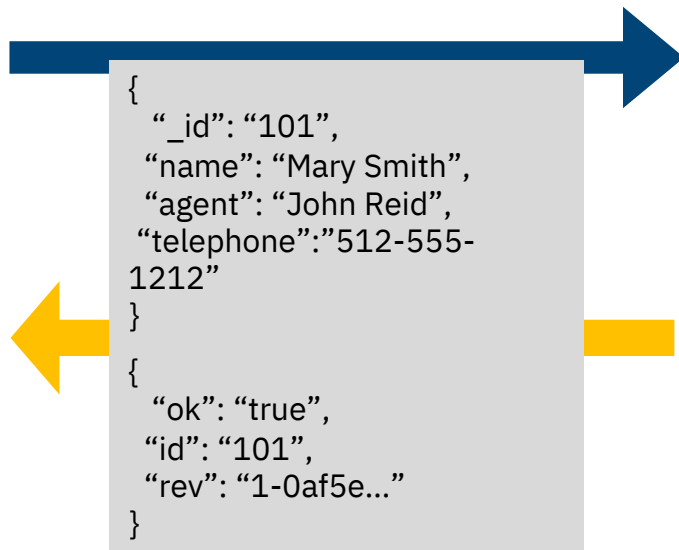 {
“_id”: “101”,
“name”: “Mary Smith”,
“agent”: “John Reid”,
“telephone”:”512-555-
1212”
}
{
“ok”: “true”,
“id”: “101”,
“rev”: “1-0af5e…”
}